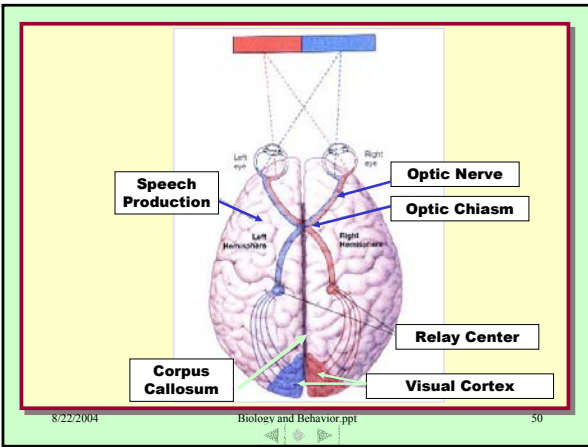 Left
eye
Right
eye
Speech
Production
Optic Nerve
Optic Chiasm
Left
Hemisphere
Right
Hemisphere
Relay Center
Corpus
Callosum
Visual Cortex
8/22/2004
Biology and Behavior.ppt
50